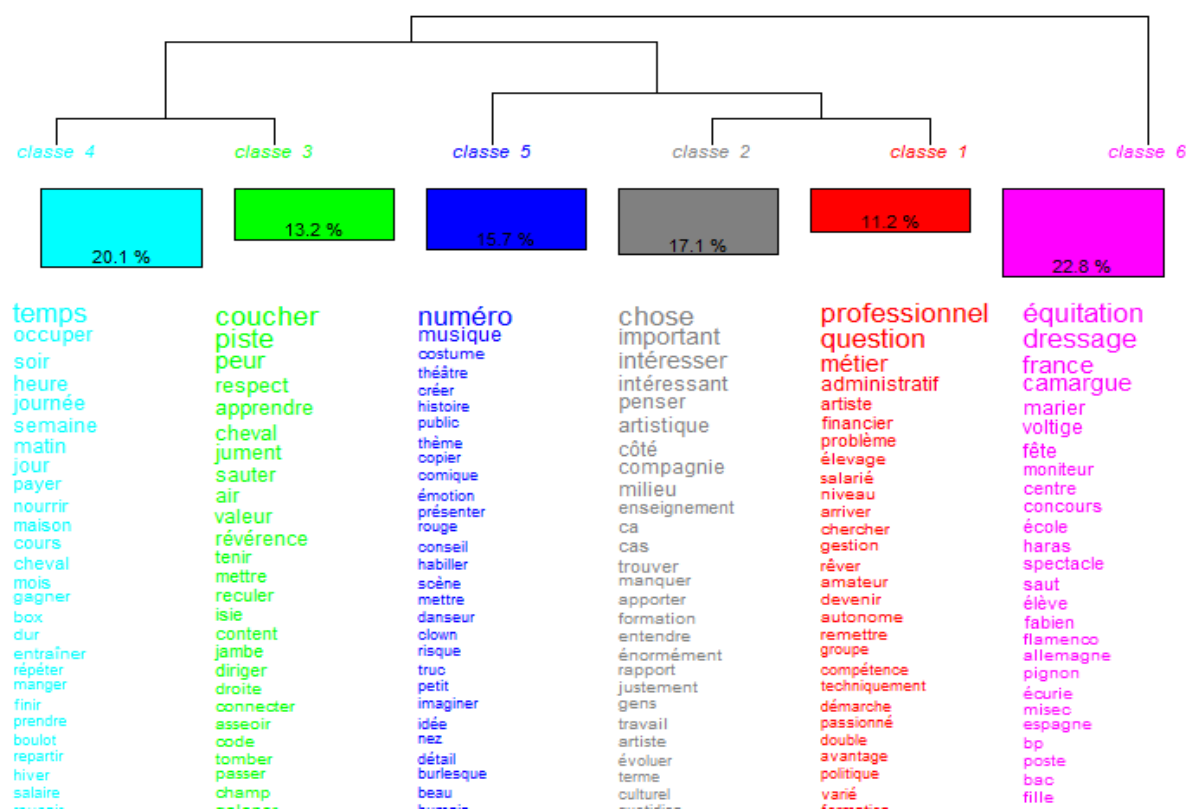 classe 4 classe 3 classe 5 classe 2 classe 1 classe 6
20.1 % 13.2 % 15.7 % 17.1 % 11.2 % 22.8 %
temps
occuper
soir
heure
journée
semaine
matin
jour
payer
nourrir
maison
cours
cheval
mois
gagner
box
dur
entraîner
répéter
manger
finir
prendre
boulot
repartir
hiver
salaire
coucher
piste
peur
respect
apprendre
cheval
jument
sauter
air
valeur
révérence
tenir
mettre
reculer
isie
content
jambe
diriger
droite
connecter
asseoir
code
tomber
passer
champ
numéro
musique
costume
théâtre
créer
histoire
public
thème
copier
comique
émotion
présenter
rouge
conseil
habiller
scène
mettre
danseur
clown
risque
truc
petit
imaginer
idée
nez
détail
burlesque
beau
chose
important
intéresser
intéressant
penser
artistique
côté
compagnie
milieu
enseignement
ca
cas
trouver
manquer
apporter
formation
entendre
énormément
rapport
justement
gens
travail
artiste
évoluer
terme
culturel
professionnel
question
métier
administratif
artiste
financier
problème
élevage
salarié
niveau
arriver
chercher
gestion
rêver
amateur
devenir
autonome
remettre
groupe
compétence
techniquement
démarche
passionné
double
avantage
politique
varié
équitation
dressage
france
camargue
marier
voltige
fête
moniteur
centre
concours
école
haras
spectacle
saut
élève
fabien
flamenco
allemagne
pignon
écurie
misec
espagne
bp
poste
bac
fille